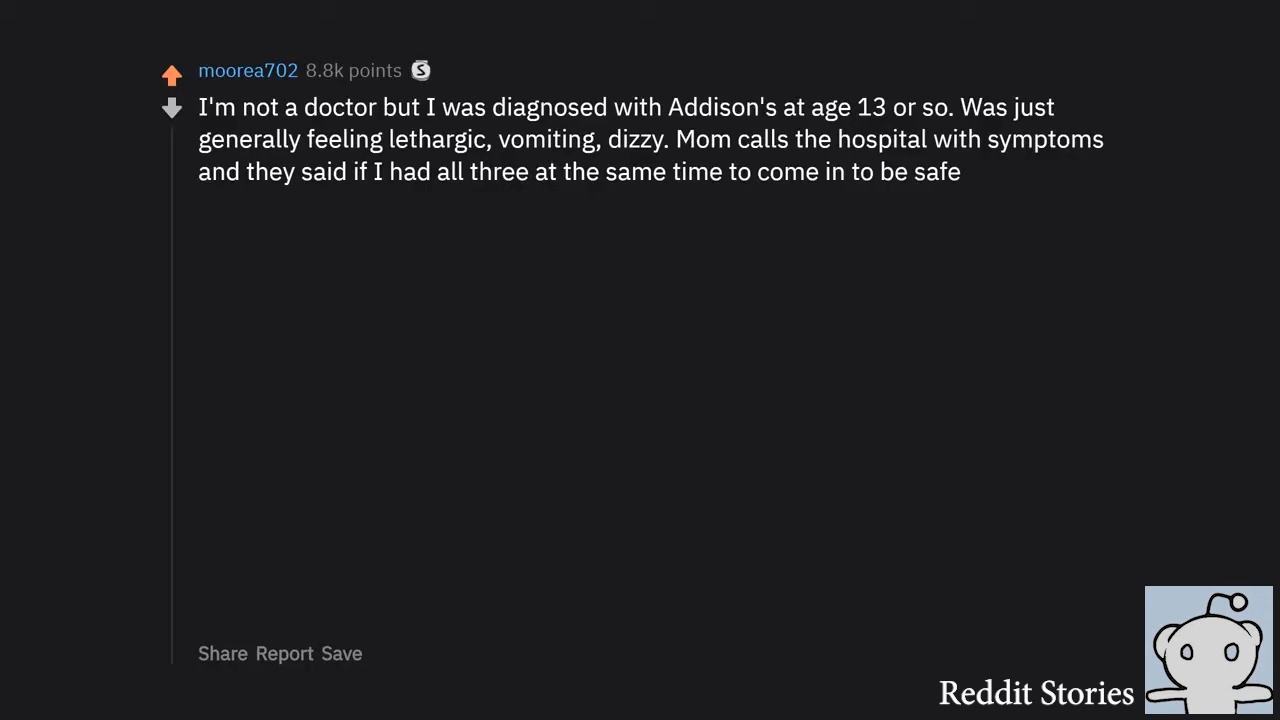 moorea702 8.8k points S
I'm not a doctor but I was diagnosed with Addison's at age 13 or so. Was just
generally feeling lethargic, vomiting, dizzy. Mom calls the hospital with symptoms
and they said if I had all three at the same time to come in to be safe
Share Report Save
Reddit Stories